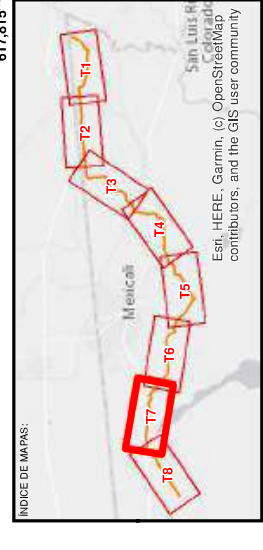 617,815
ÍNDICE DE MAPAS:
T1
T2
T3
T4
T5
T6
T7
T8
Mexicali
San Luis R
Colorado
Esri, HERE, Garmin, (c) OpenStreetMap
contributors, and the GIS user community